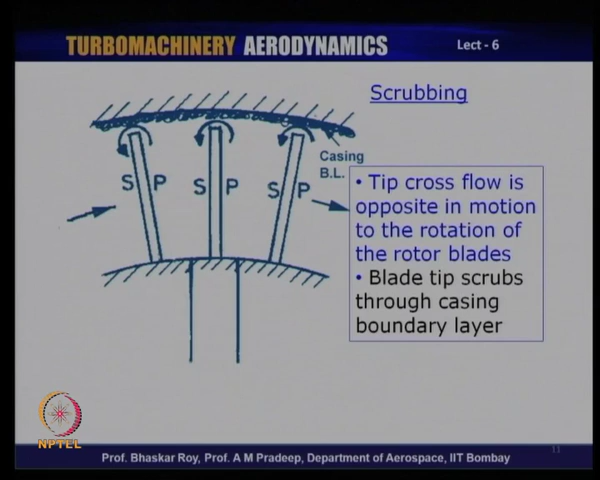 TURBOMACHINERY AERODYNAMICS
Lect - 6
Scrubbing
Casing
B.L.
S P S P S P
• Tip cross flow is
opposite in motion
to the rotation of
the rotor blades
• Blade tip scrubs
through casing
boundary layer
NPTEL
11
Prof. Bhaskar Roy, Prof. A M Pradeep, Department of Aerospace, IIT Bombay